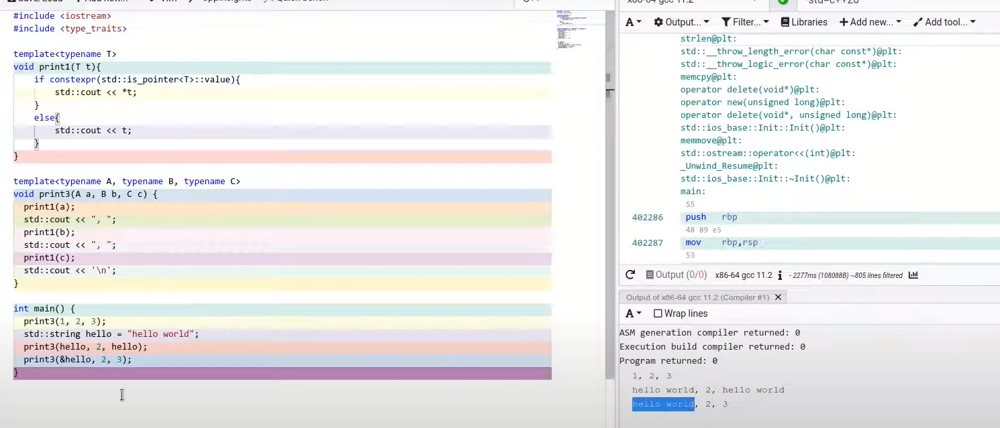 Save/Load
Add new...
Vim
CppInsights
Quick-bench
x86-64 gcc 11.2
-std=c++20
#include <iostream>
#include <type_traits>
template<typename T>
void print1(T t){
    if constexpr(std::is_pointer<T>::value){
        std::cout << *t;
    }
    else{
        std::cout << t;
    }
}
template<typename A, typename B, typename C>
void print3(A a, B b, C c) {
  print1(a);
  std::cout << ", ";
  print1(b);
  std::cout << ", ";
  print1(c);
  std::cout << '\n';
}
int main() {
  print3(1, 2, 3);
  std::string hello = "hello world";
  print3(hello, 2, hello);
  print3(&hello, 2, 3);
}
A Output... Filter... Libraries Add new... Add tool...
strlen@plt:
std::__throw_length_error(char const*)@plt:
std::__throw_logic_error(char const*)@plt:
memcpy@plt:
operator delete(void*)@plt:
operator new(unsigned long)@plt:
operator delete(void*, unsigned long)@plt:
std::ios_base::Init::Init()@plt:
memmove@plt:
std::ostream::operator<<(int)@plt:
_Unwind_Resume@plt:
std::ios_base::Init::~Init()@plt:
main:
55
402286 push rbp
48 89 e5
402287 mov rbp,rsp
53
Output (0/0) x86-64 gcc 11.2 i - 2277ms (108088B) ~805 lines filtered
Output of x86-64 gcc 11.2 (Compiler #1)
A Wrap lines
ASM generation compiler returned: 0
Execution build compiler returned: 0
Program returned: 0
1, 2, 3
hello world, 2, hello world
hello world, 2, 3